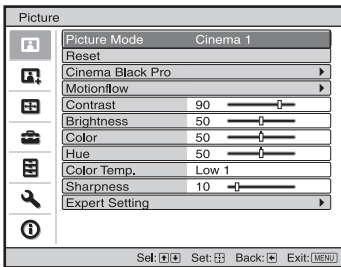 Picture
Picture Mode Cinema 1
Reset
Cinema Black Pro
Motionflow
Contrast 90
Brightness 50
Color 50
Hue 50
Color Temp. Low 1
Sharpness 10
Expert Setting
Sel: Set: Back: Exit: MENU